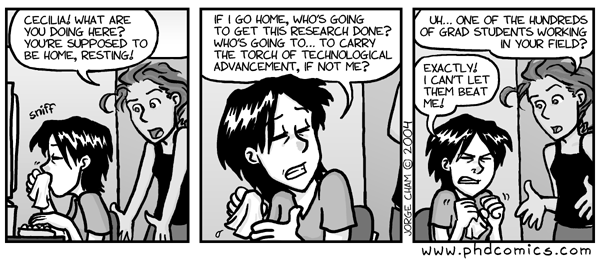 CECILIA! WHAT ARE
YOU DOING HERE?
YOU'RE SUPPOSED TO
BE HOME, RESTING!
sniff
IF I GO HOME, WHO'S GOING
TO GET THIS RESEARCH DONE?
WHO'S GOING TO... TO CARRY
THE TORCH OF TECHNOLOGICAL
ADVANCEMENT, IF NOT ME?
JORGE CHAM © 2004
UH... ONE OF THE HUNDREDS
OF GRAD STUDENTS WORKING
IN YOUR FIELD?
EXACTLY!
I CAN'T LET
THEM BEAT
ME!
www.phdcomics.com